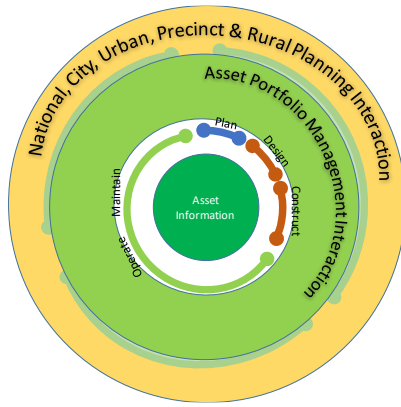 National, City, Urban, Precinct & Rural Planning Interaction
Asset Portfolio Management Interaction
Plan
Design
Construct
Operate
Maintain
Asset
Information